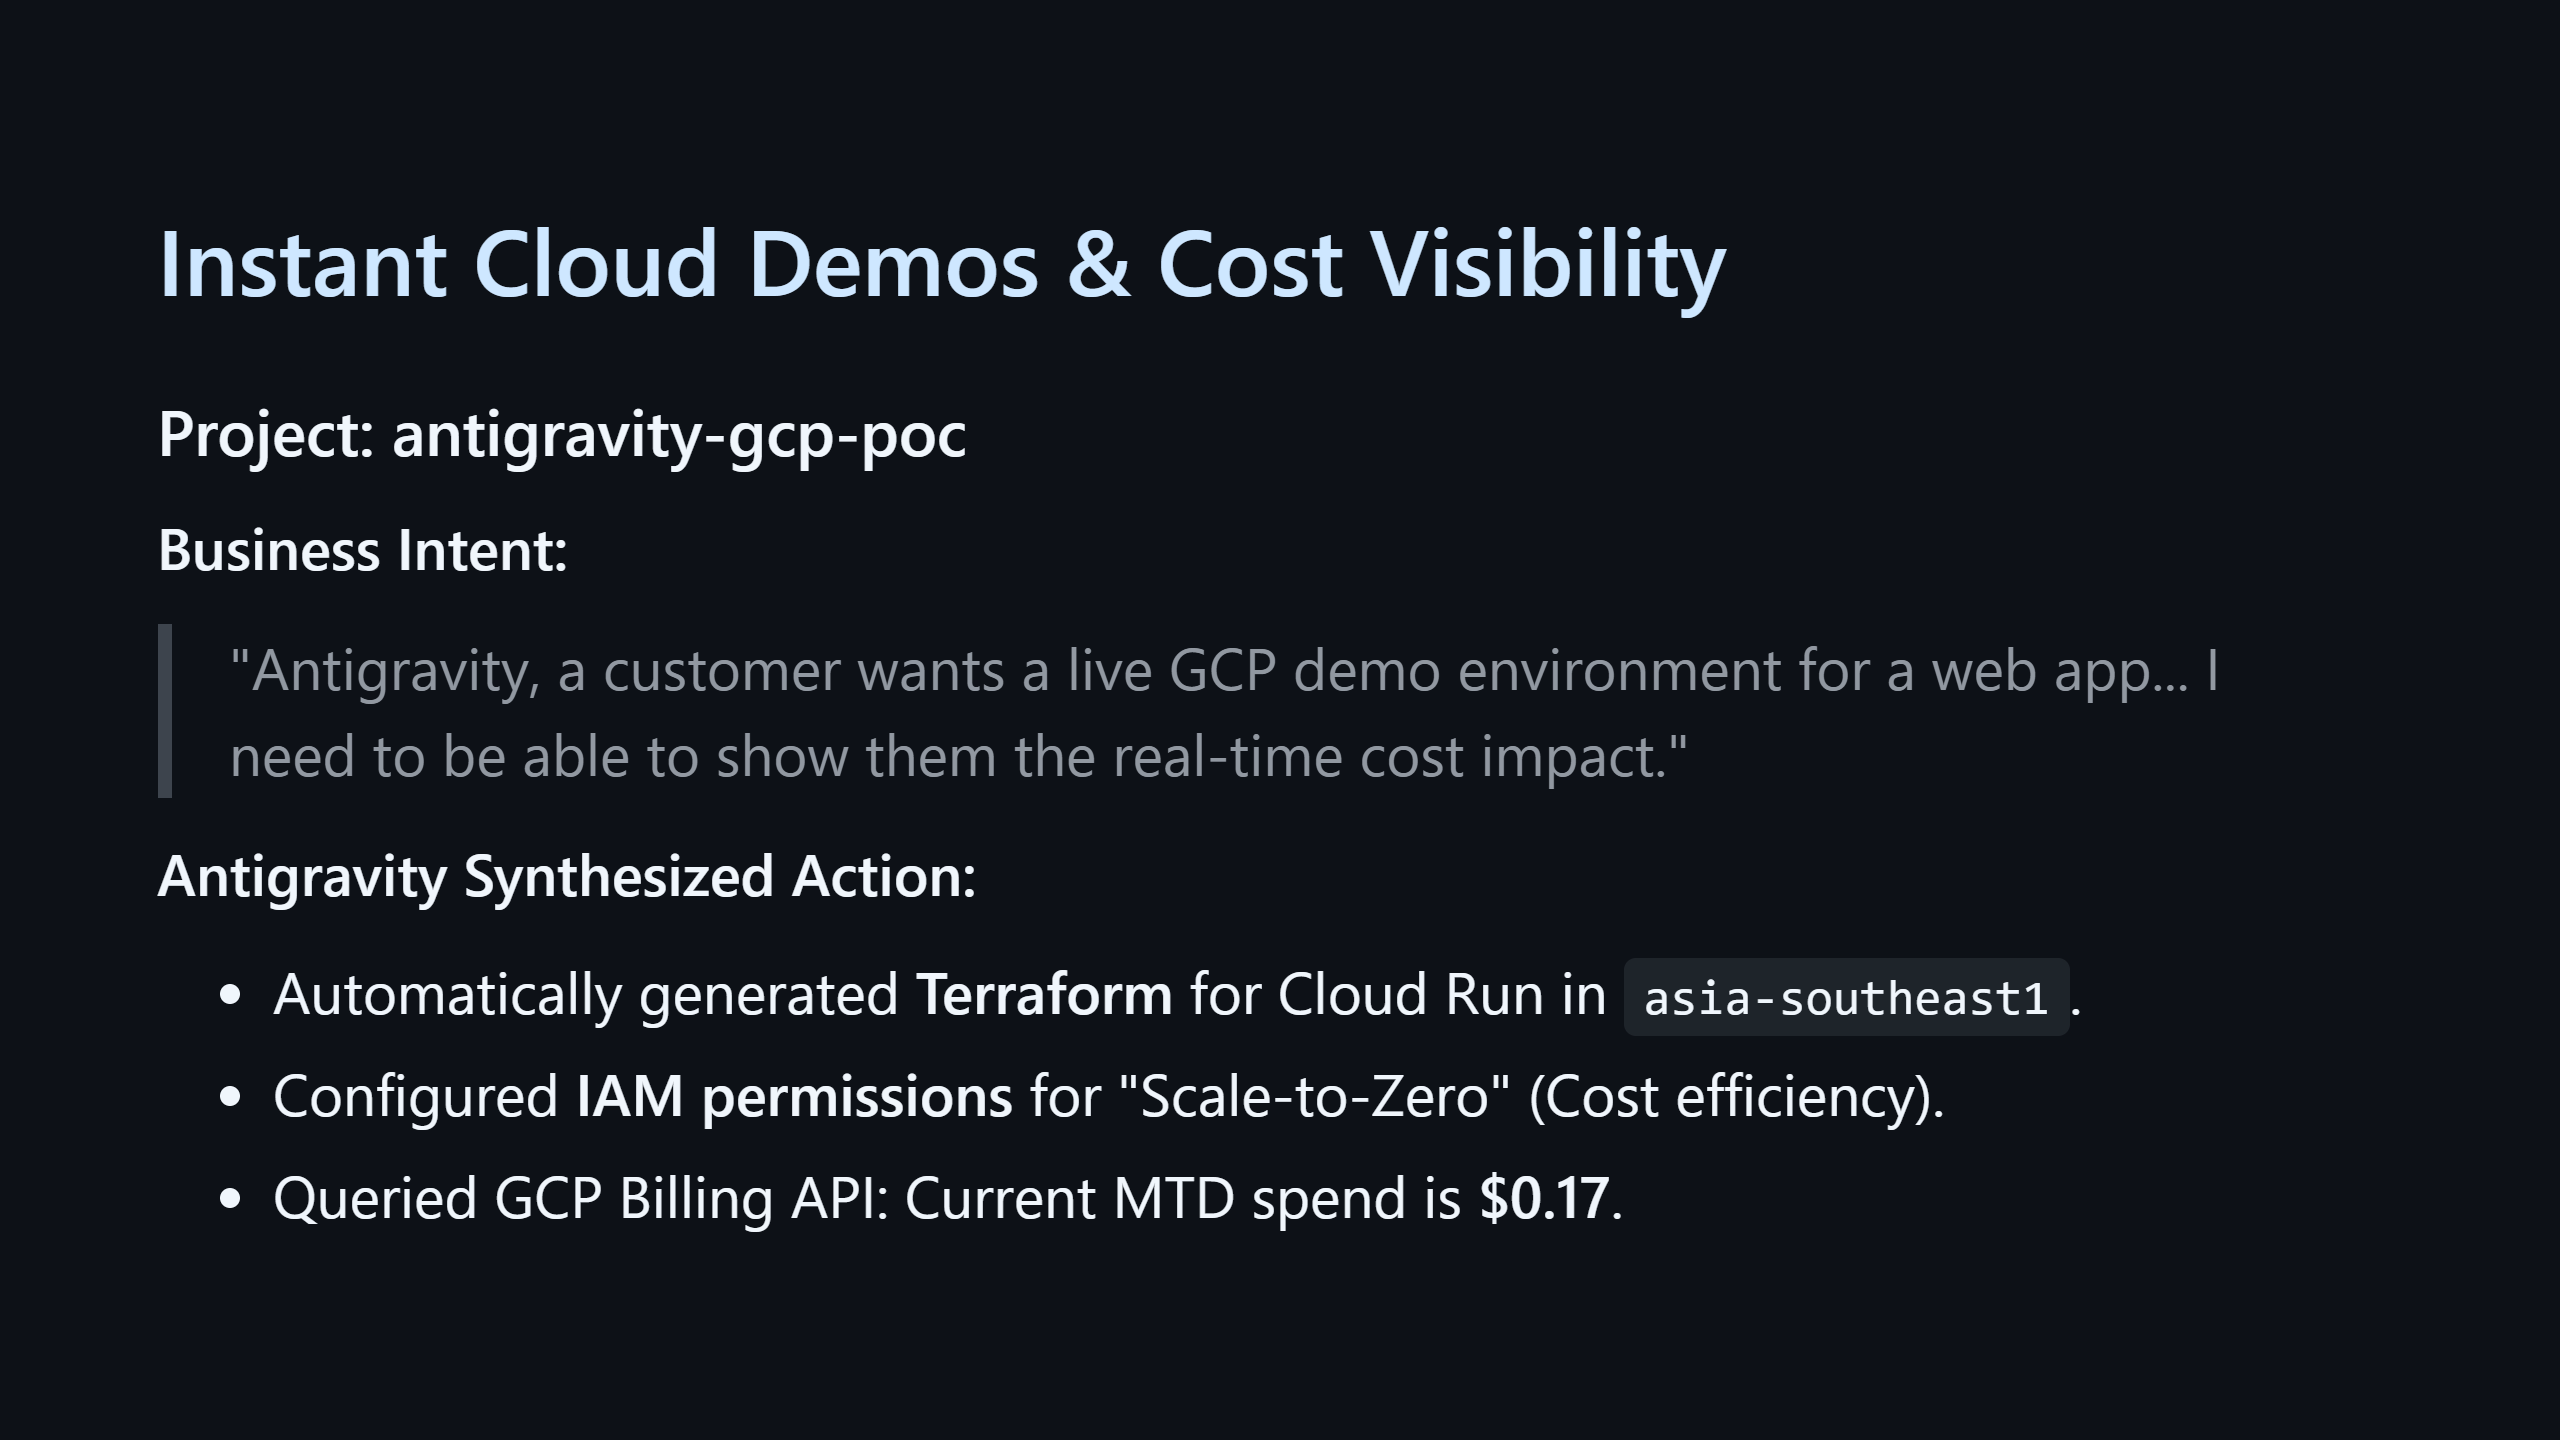 Instant Cloud Demos & Cost Visibility
Project: antigravity-gcp-poc
Business Intent:
"Antigravity, a customer wants a live GCP demo environment for a web app... I
need to be able to show them the real-time cost impact."
Antigravity Synthesized Action:
• Automatically generated Terraform for Cloud Run in asia-southeast1.
• Configured IAM permissions for "Scale-to-Zero" (Cost efficiency).
• Queried GCP Billing API: Current MTD spend is $0.17.